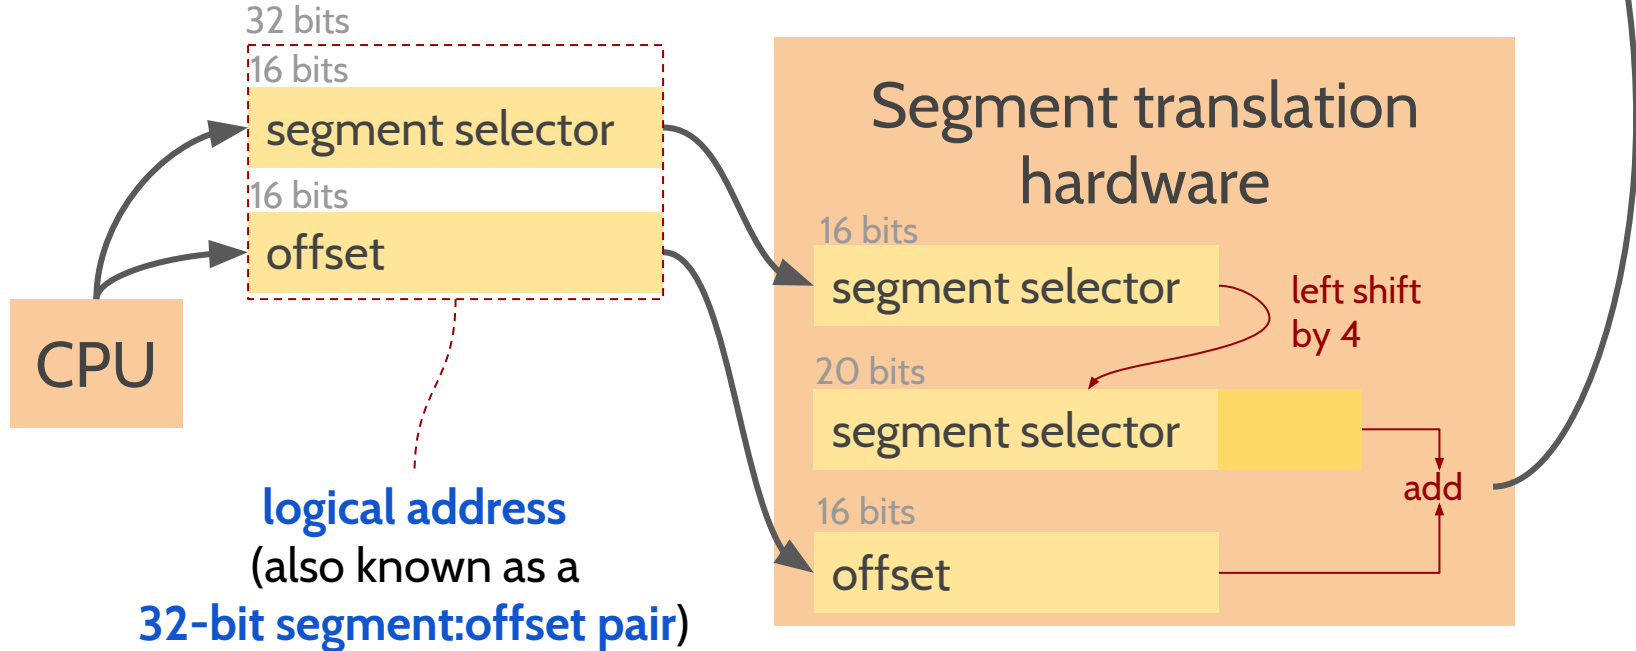 32 bits
16 bits
segment selector
16 bits
offset
CPU
logical address
(also known as a
32-bit segment:offset pair)
Segment translation
hardware
16 bits
segment selector
left shift
by 4
20 bits
segment selector
add
16 bits
offset